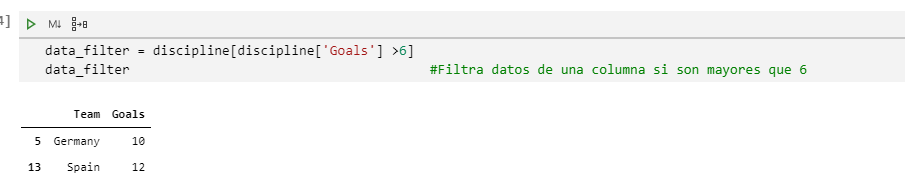 4]
M↓
data_filter = discipline[discipline['Goals'] >6]
data_filter #Filtra datos de una columna si son mayores que 6
Team Goals
5 Germany 10
13 Spain 12